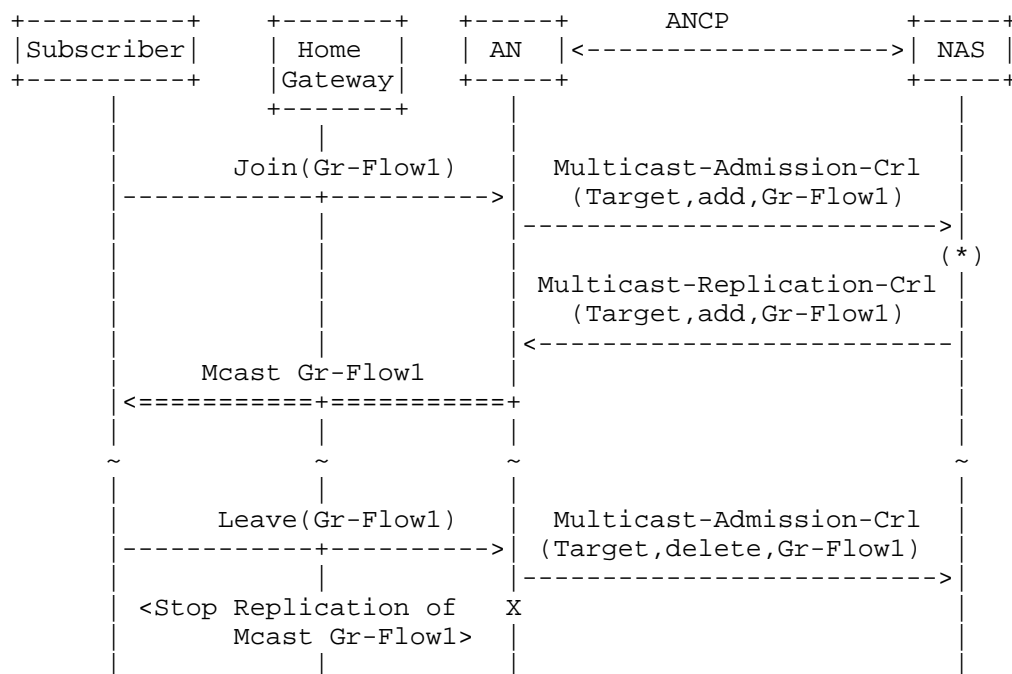 ANCP
Subscriber Home AN <-------------------> NAS
Gateway
Join(Gr-Flow1) Multicast-Admission-Crl
(Target,add,Gr-Flow1)
(*)
Multicast-Replication-Crl
(Target,add,Gr-Flow1)
Mcast Gr-Flow1
Leave(Gr-Flow1) Multicast-Admission-Crl
(Target,delete,Gr-Flow1)
<Stop Replication of X
Mcast Gr-Flow1>